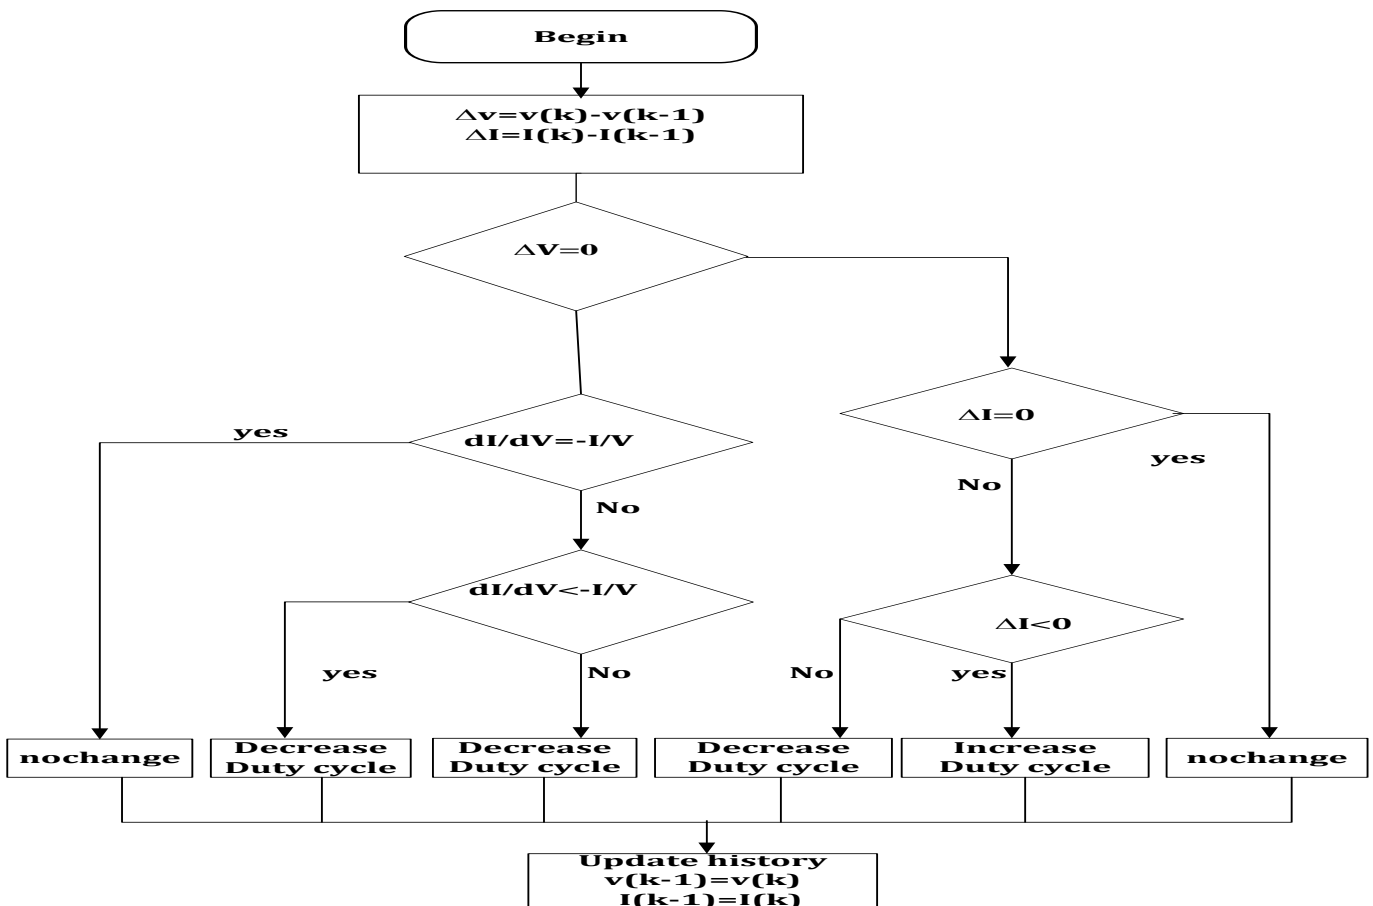 Begin
Δv=v(k)-v(k-1)
ΔI=I(k)-I(k-1)
ΔV=0
ΔI=0
yes
dI/dV=-I/V
yes
No
No
dI/dV<-I/V
ΔI<0
yes
No
No
yes
nochange
Decrease
Duty cycle
Decrease
Duty cycle
Decrease
Duty cycle
Increase
Duty cycle
nochange
Update history
v(k-1)=v(k)
I(k-1)=I(k)